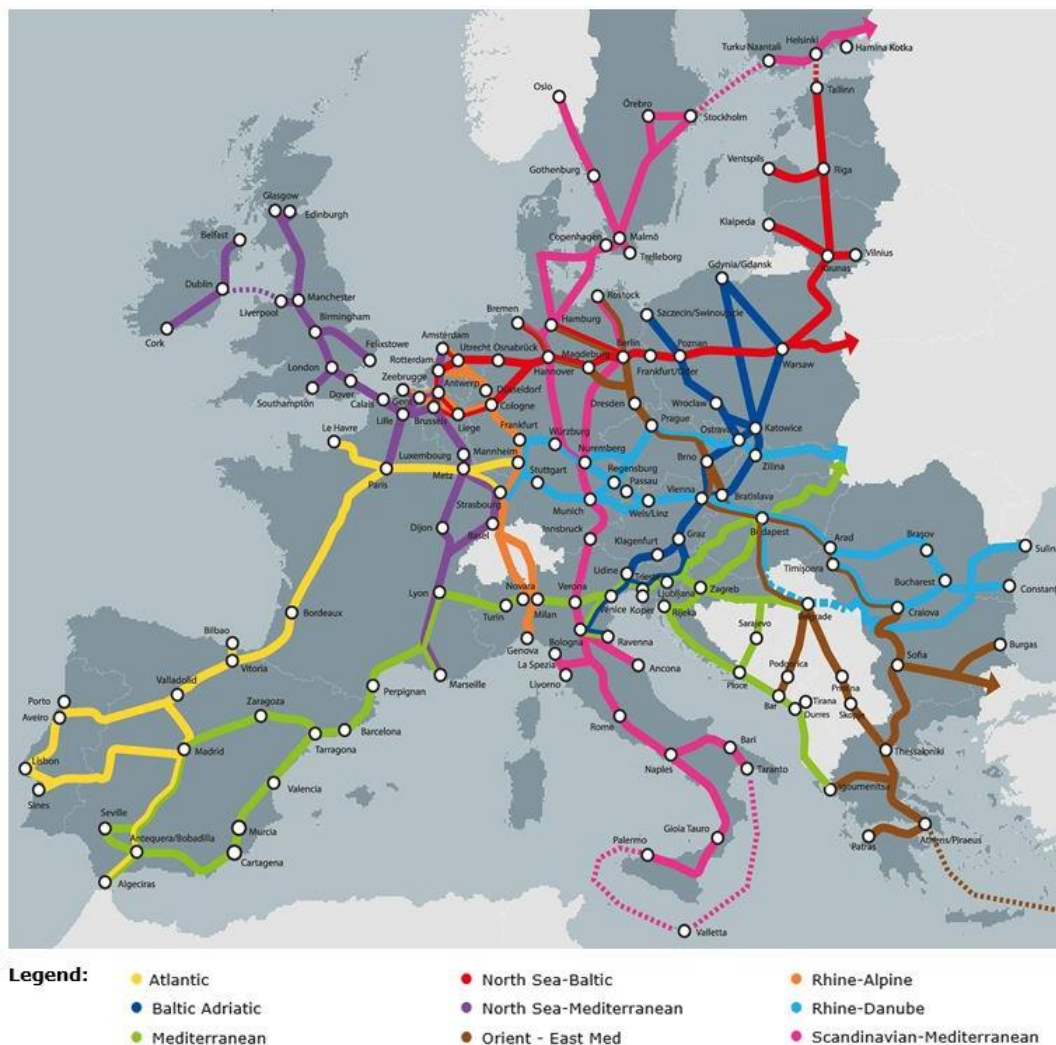 Turku Naantali
Helsinki
Hamina Kotka
Oslo
Örebro
Stockholm
Tallinn
Ventspils
Riga
Gothenburg
Klaipeda
Glasgow
Edinburgh
Belfast
Copenhagen
Malmö
Trelleborg
Gdynia/Gdansk
Kaunas
Vilnius
Dublin
Liverpool
Manchester
Rostock
Bremen
Hamburg
Szczecin/Swinoujscie
Cork
Birmingham
Felixstowe
Amsterdam
Utrecht
Osnabrück
Magdeburg
Berlin
Poznan
Warsaw
Rotterdam
Hannover
Frankfurt/Oder
London
Zeebrugge
Antwerp
Düsseldorf
Dover
Calais
Gent
Cologne
Dresden
Wroclaw
Southampton
Lille
Brussels
Liege
Frankfurt
Würzburg
Prague
Ostrava
Katowice
Le Havre
Luxembourg
Mannheim
Nuremberg
Brno
Zilina
Paris
Metz
Stuttgart
Regensburg
Passau
Strasbourg
Munich
Wels/Linz
Vienna
Bratislava
Dijon
Basel
Innsbruck
Budapest
Klagenfurt
Graz
Arad
Braşov
Sulina
Udine
Trieste
Timişoara
Lyon
Novara
Verona
Ljubljana
Zagreb
Bucharest
Turin
Milan
Venice
Koper
Rijeka
Belgrade
Craiova
Bordeaux
Bologna
Ravenna
Sarajevo
Bilbao
Genova
La Spezia
Ancona
Sofia
Burgas
Vitoria
Livorno
Podgorica
Marseille
Ploce
Pristina
Valladolid
Perpignan
Porto
Aveiro
Zaragoza
Bar
Tirana
Durres
Skopje
Barcelona
Rome
Madrid
Tarragona
Bari
Thessaloniki
Lisbon
Naples
Taranto
Sines
Valencia
Igoumenitsa
Seville
Antequera/Bobadilla
Murcia
Gioia Tauro
Patras
Athens/Piraeus
Cartagena
Palermo
Algeciras
Valletta
Legend:
Atlantic
North Sea-Baltic
Rhine-Alpine
Baltic Adriatic
North Sea-Mediterranean
Rhine-Danube
Mediterranean
Orient - East Med
Scandinavian-Mediterranean